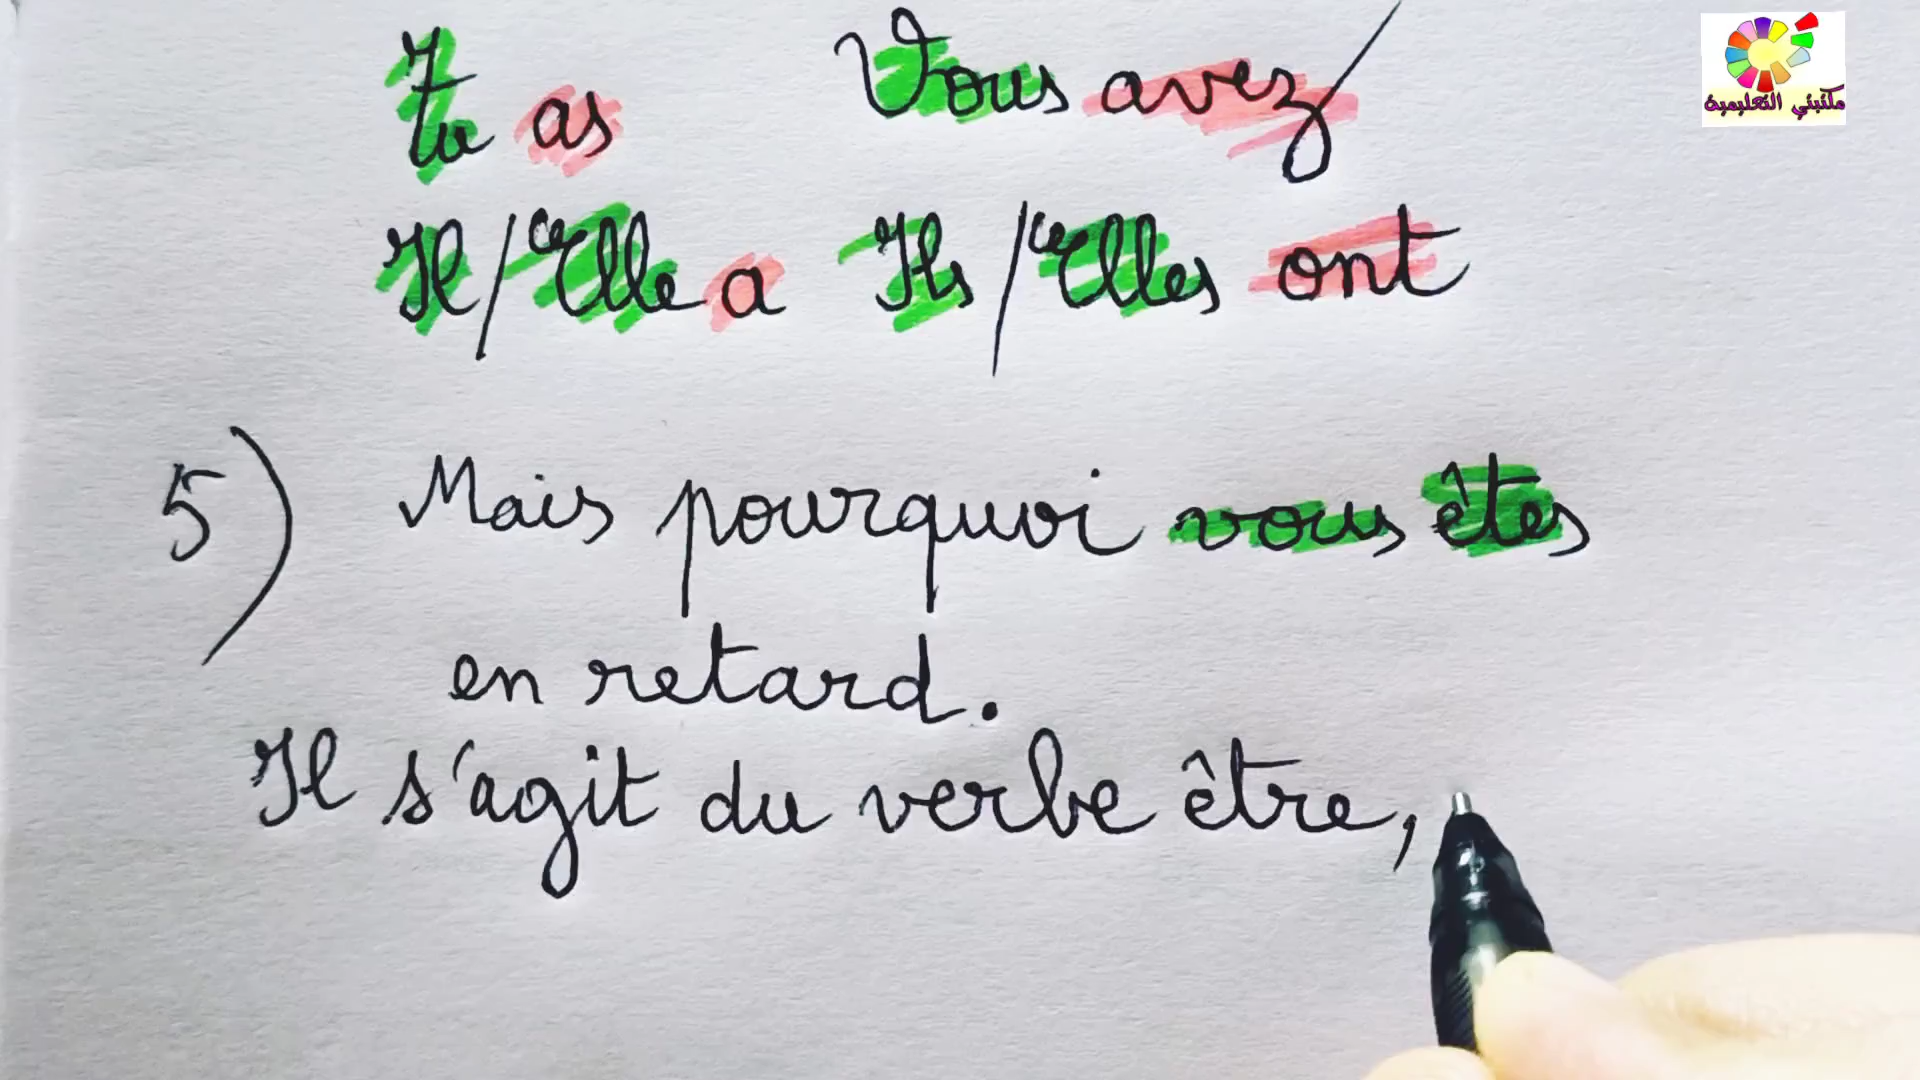 مكتبتي التعليمية
Tu as Vous avez
Il/Elle a Ils/Elles ont
5) Mais pourquoi vous êtes
en retard.
Il s'agit du verbe être,